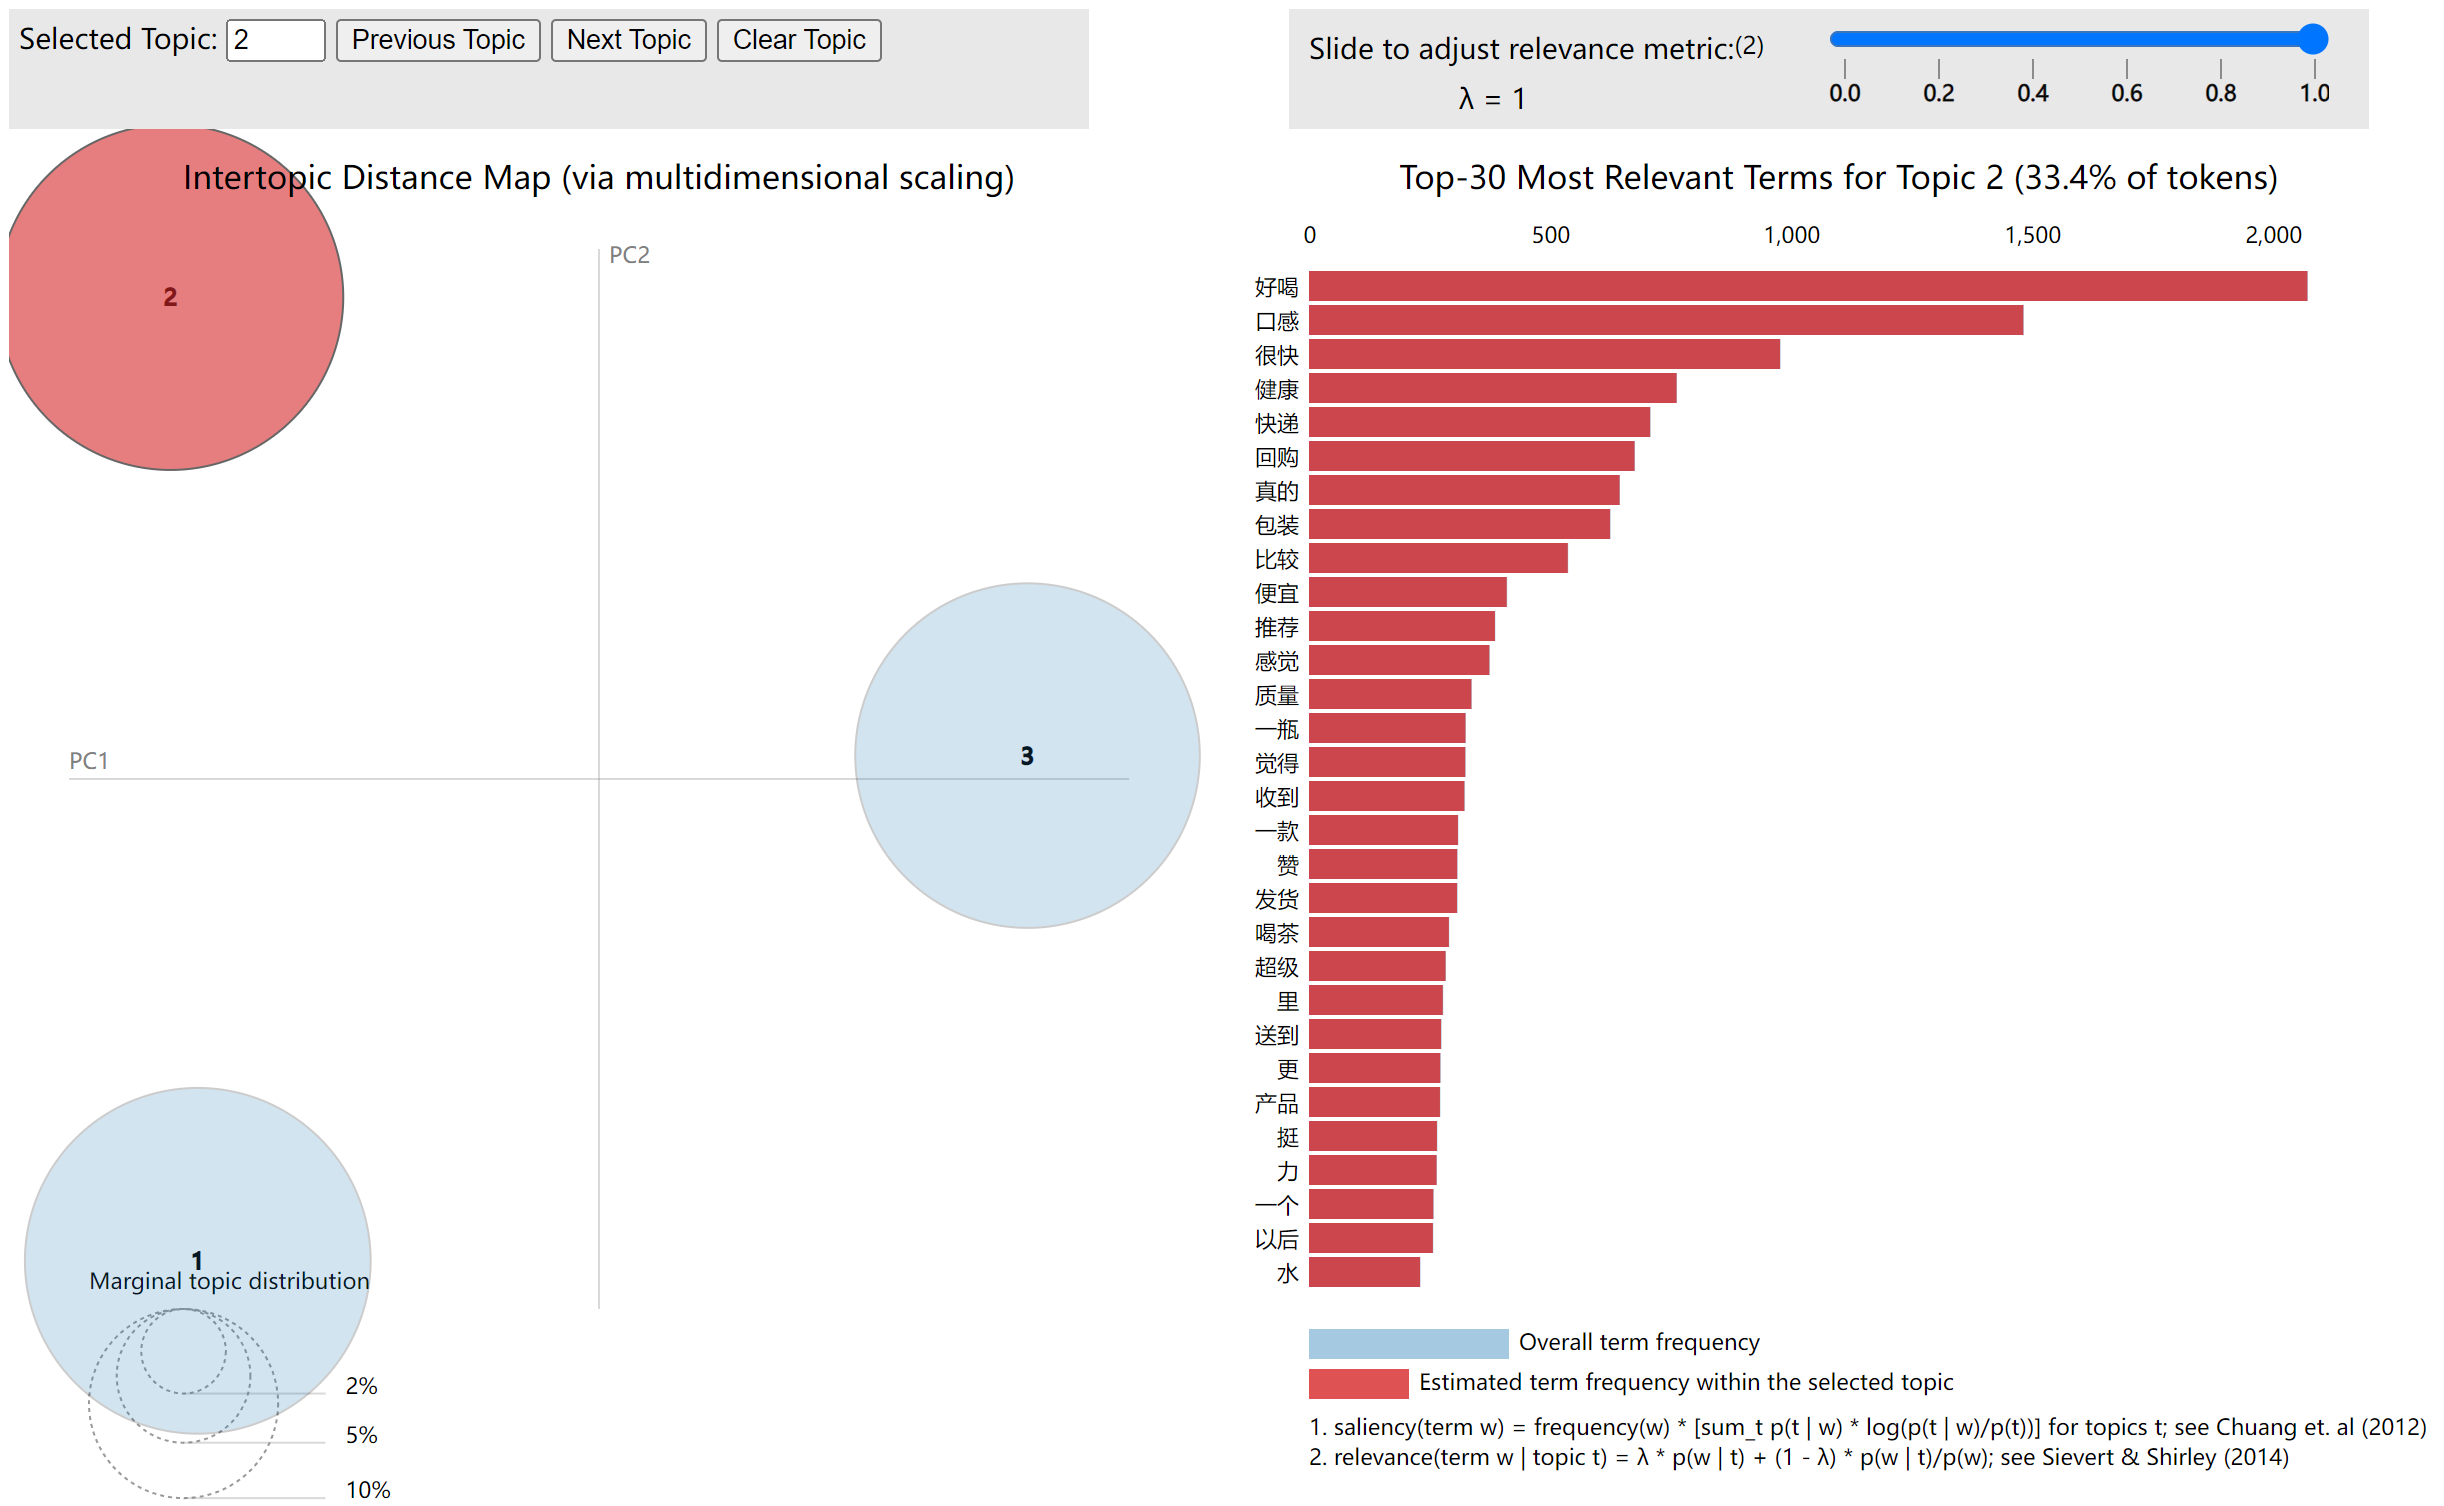 Selected Topic: 2 Previous Topic Next Topic Clear Topic
Slide to adjust relevance metric:(2)
λ = 1
0.0 0.2 0.4 0.6 0.8 1.0
Intertopic Distance Map (via multidimensional scaling)
PC2
PC1
2
3
1
Marginal topic distribution
2%
5%
10%
Top-30 Most Relevant Terms for Topic 2 (33.4% of tokens)
0 500 1,000 1,500 2,000
好喝
口感
很快
健康
快递
回购
真的
包装
比较
便宜
推荐
感觉
质量
一瓶
觉得
收到
一款
赞
发货
喝茶
超级
里
送到
更
产品
挺
力
一个
以后
水
Overall term frequency
Estimated term frequency within the selected topic
1. saliency(term w) = frequency(w) * [sum_t p(t | w) * log(p(t | w)/p(t))] for topics t; see Chuang et. al (2012)
2. relevance(term w | topic t) = λ * p(w | t) + (1 - λ) * p(w | t)/p(w); see Sievert & Shirley (2014)